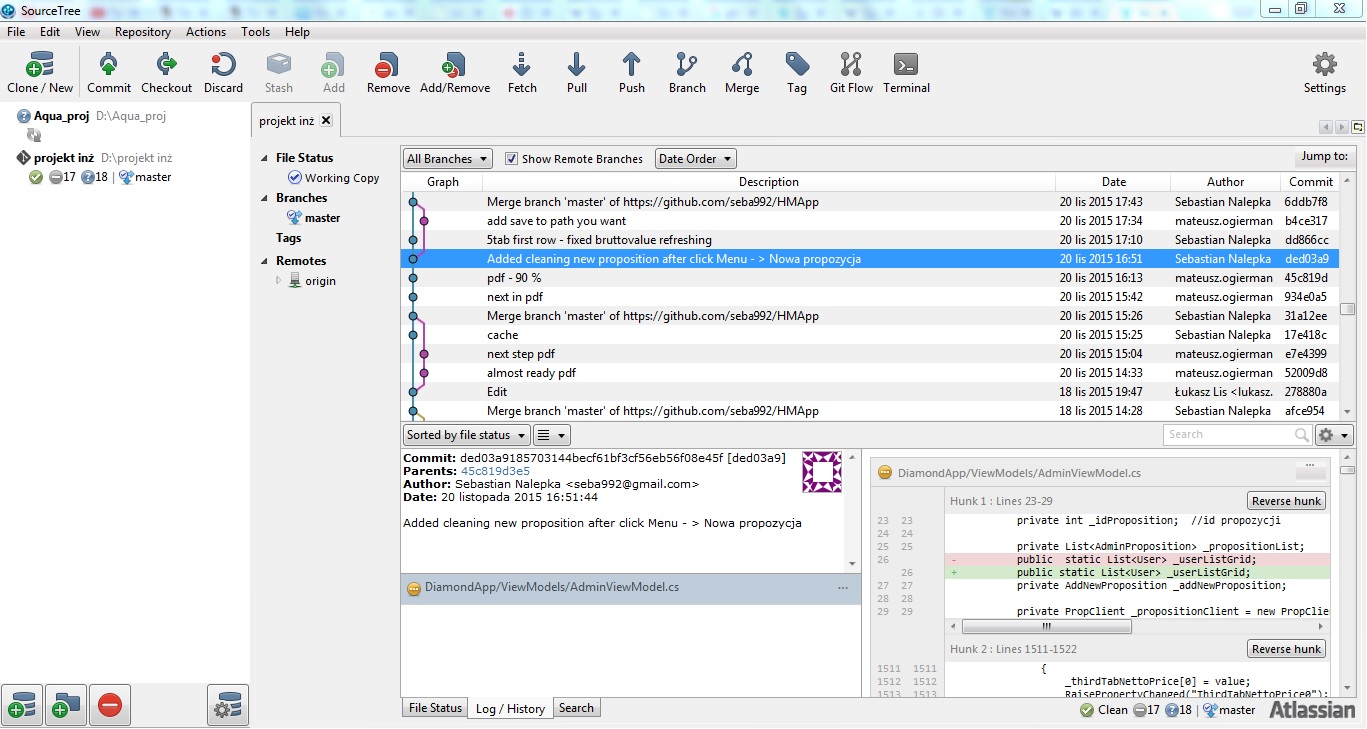 SourceTree
File Edit View Repository Actions Tools Help
Clone / New Commit Checkout Discard Stash Add Remove Add/Remove Fetch Pull Push Branch Merge Tag Git Flow Terminal Settings
Aqua_proj D:\Aqua_proj
projekt inż D:\projekt inż
17 18 | master
projekt inż
File Status
Working Copy
Branches
master
Tags
Remotes
origin
All Branches Show Remote Branches Date Order Jump to:
Graph Description Date Author Commit
Merge branch 'master' of https://github.com/seba992/HMApp 20 lis 2015 17:43 Sebastian Nalepka 6ddb7f8
add save to path you want 20 lis 2015 17:34 mateusz.ogierman b4ce317
5tab first row - fixed bruttovalue refreshing 20 lis 2015 17:10 Sebastian Nalepka dd866cc
Added cleaning new proposition after click Menu - > Nowa propozycja 20 lis 2015 16:51 Sebastian Nalepka ded03a9
pdf - 90 % 20 lis 2015 16:13 mateusz.ogierman 45c819d
next in pdf 20 lis 2015 15:42 mateusz.ogierman 934e0a5
Merge branch 'master' of https://github.com/seba992/HMApp 20 lis 2015 15:26 Sebastian Nalepka 31a12ee
cache 20 lis 2015 15:25 Sebastian Nalepka 17e418c
next step pdf 20 lis 2015 15:04 mateusz.ogierman e7e4399
almost ready pdf 20 lis 2015 14:33 mateusz.ogierman 52009d8
Edit 18 lis 2015 19:47 Łukasz Lis <lukasz. 278880a
Merge branch 'master' of https://github.com/seba992/HMApp 18 lis 2015 14:28 Sebastian Nalepka afce954
Sorted by file status Search
Commit: ded03a9185703144becf61bf3cf56eb56f08e45f [ded03a9]
Parents: 45c819d3e5
Author: Sebastian Nalepka <seba992@gmail.com>
Date: 20 listopada 2015 16:51:44
Added cleaning new proposition after click Menu - > Nowa propozycja
DiamondApp/ViewModels/AdminViewModel.cs ...
DiamondApp/ViewModels/AdminViewModel.cs ...
Hunk 1 : Lines 23-29 Reverse hunk
23 23 private int _idProposition; //id propozycji
24 24
25 25 private List<AdminProposition> _propositionList;
26 - public  static List<User> _userListGrid;
26 + public static List<User> _userListGrid;
27 27 private AddNewProposition _addNewProposition;
28 28
29 29 private PropClient _propositionClient = new PropClie
Hunk 2 : Lines 1511-1522 Reverse hunk
1511 1511 {
1512 1512 _thirdTabNettoPrice[0] = value;
1513 1513 RaisePropertyChanged("ThirdTabNettoPrice0");
File Status Log / History Search
Clean 17 18 | master Atlassian